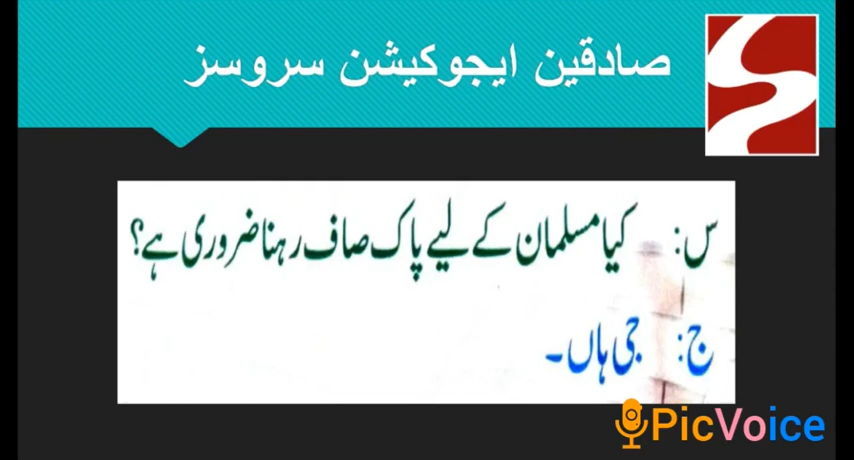 صادقین ایجوکیشن سروسز
س: کیا مسلمان کے لیے پاک صاف رہنا ضروری ہے؟
ج: جی ہاں۔
PicVoice